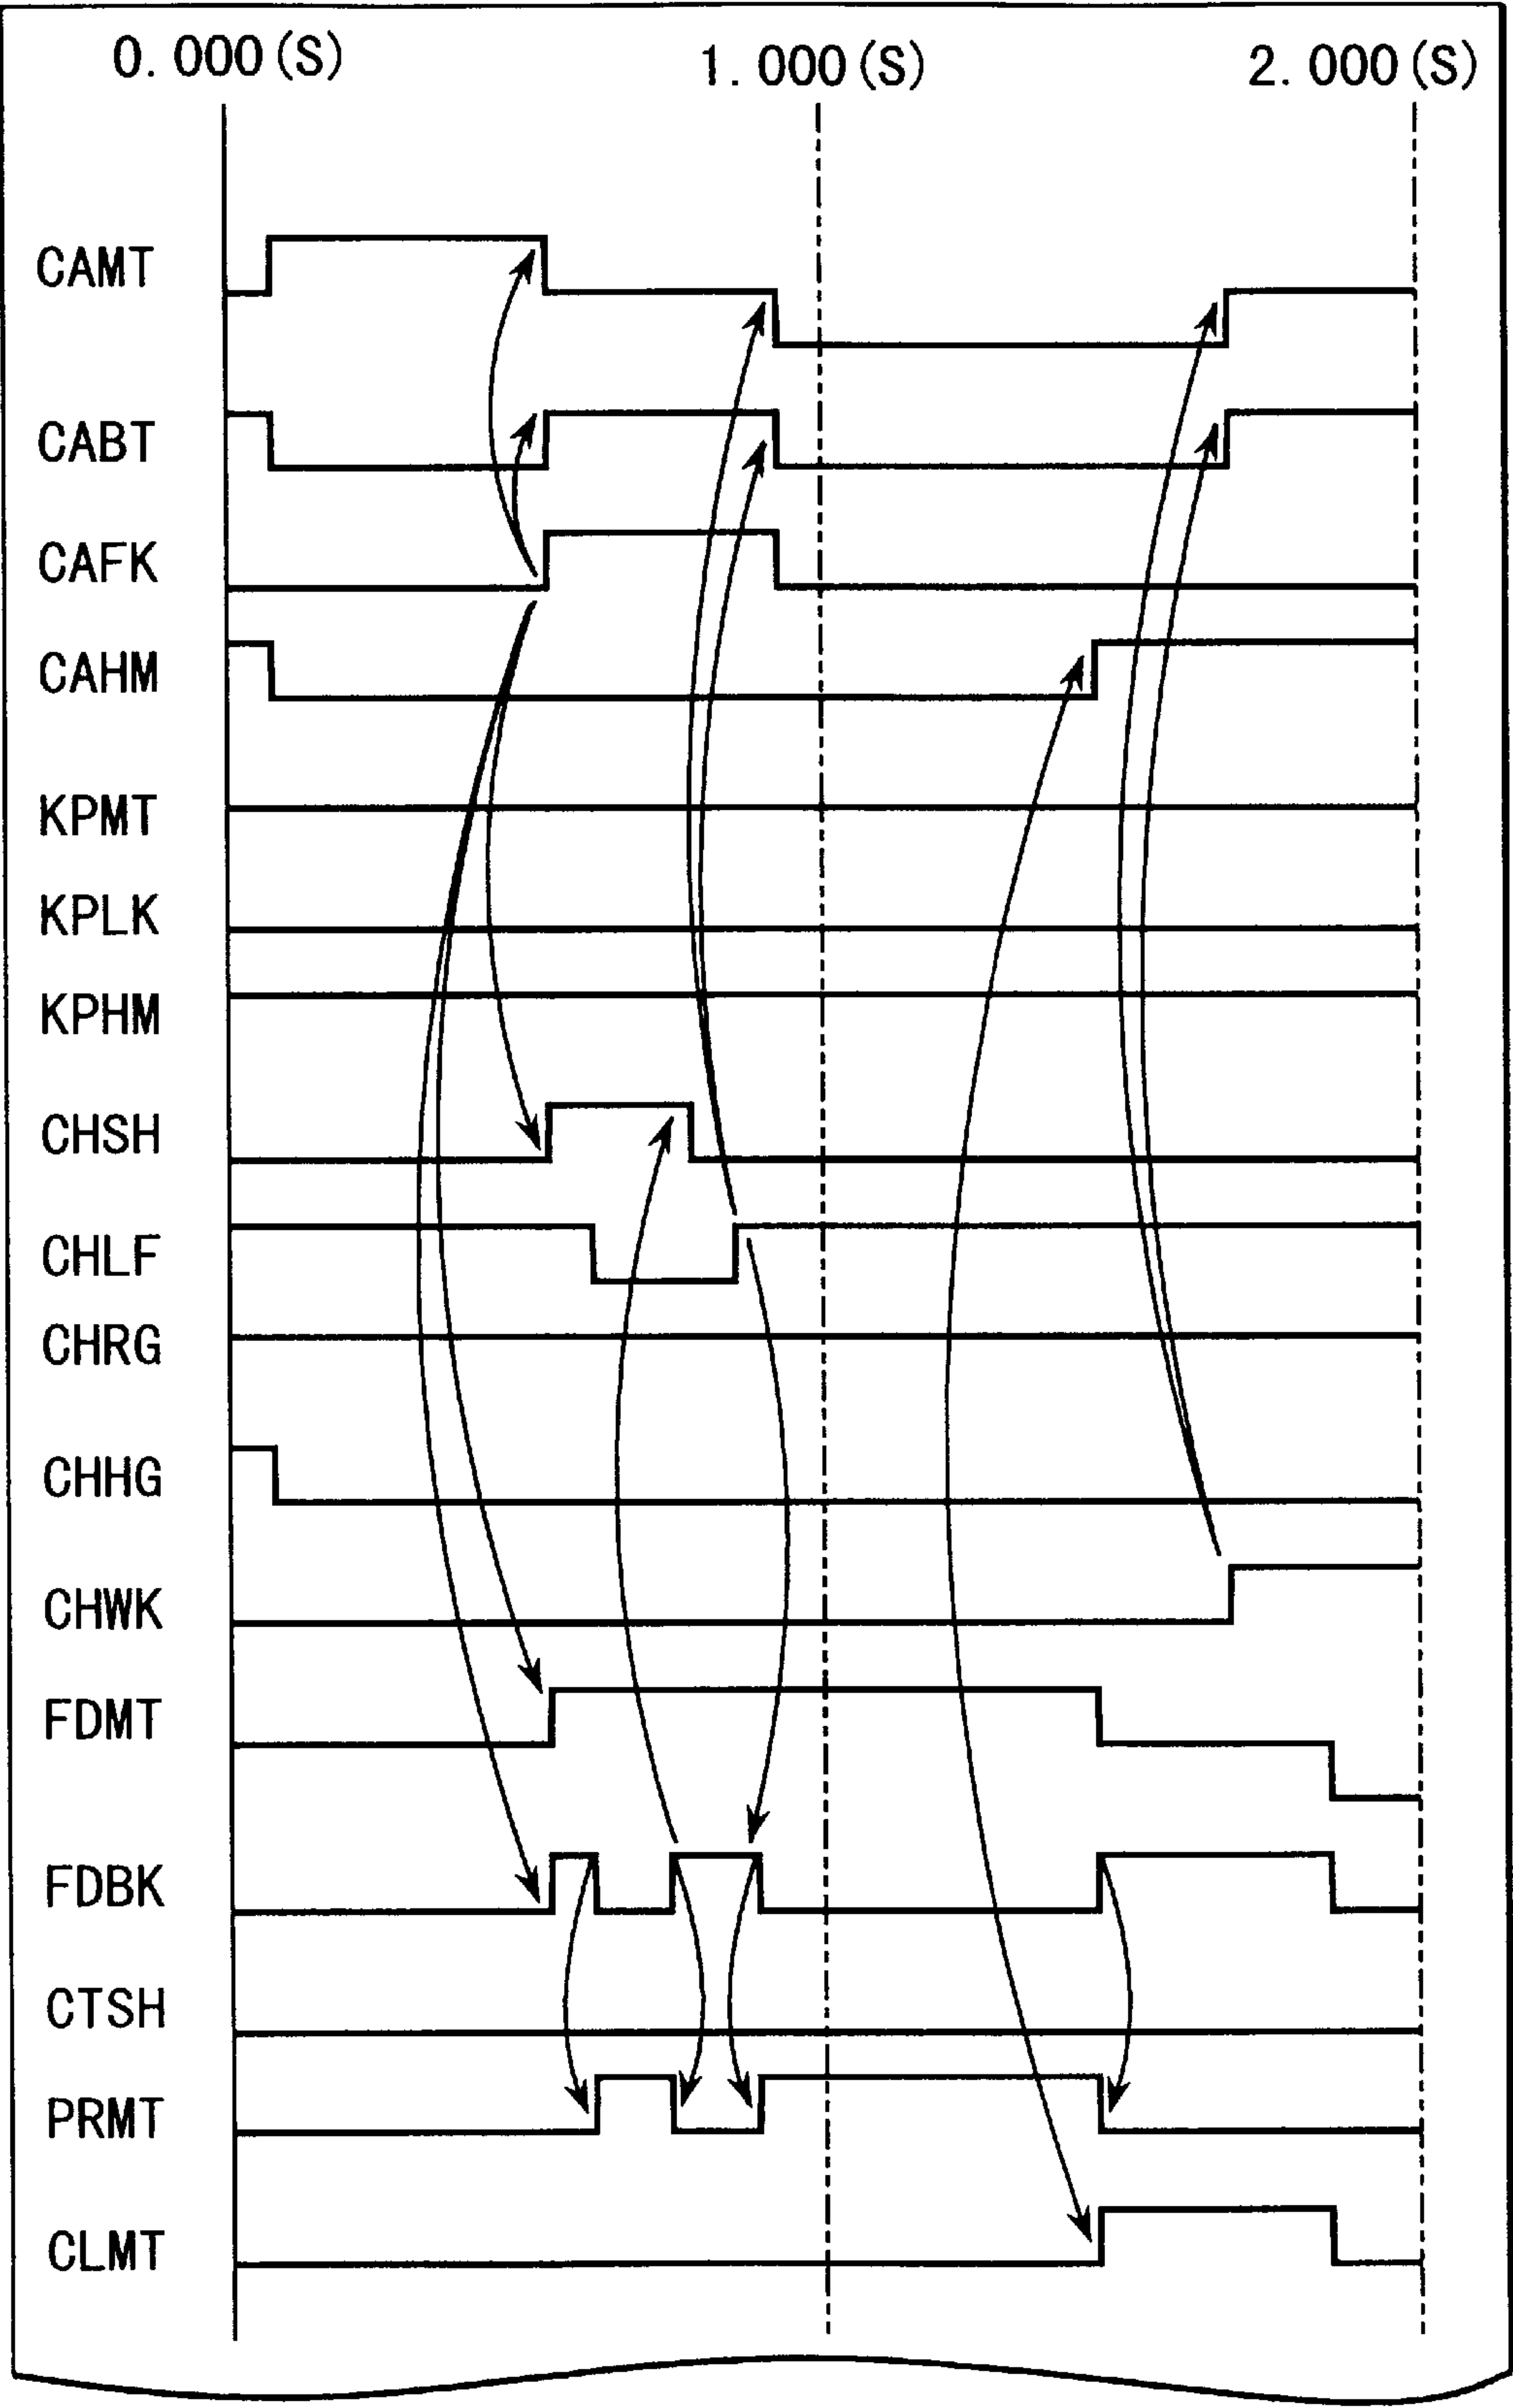 0.000(S) 1.000(S) 2.000(S)
CAMT
CABT
CAFK
CAHM
KPMT
KPLK
KPHM
CHSH
CHLF
CHRG
CHHG
CHWK
FDMT
FDBK
CTSH
PRMT
CLMT